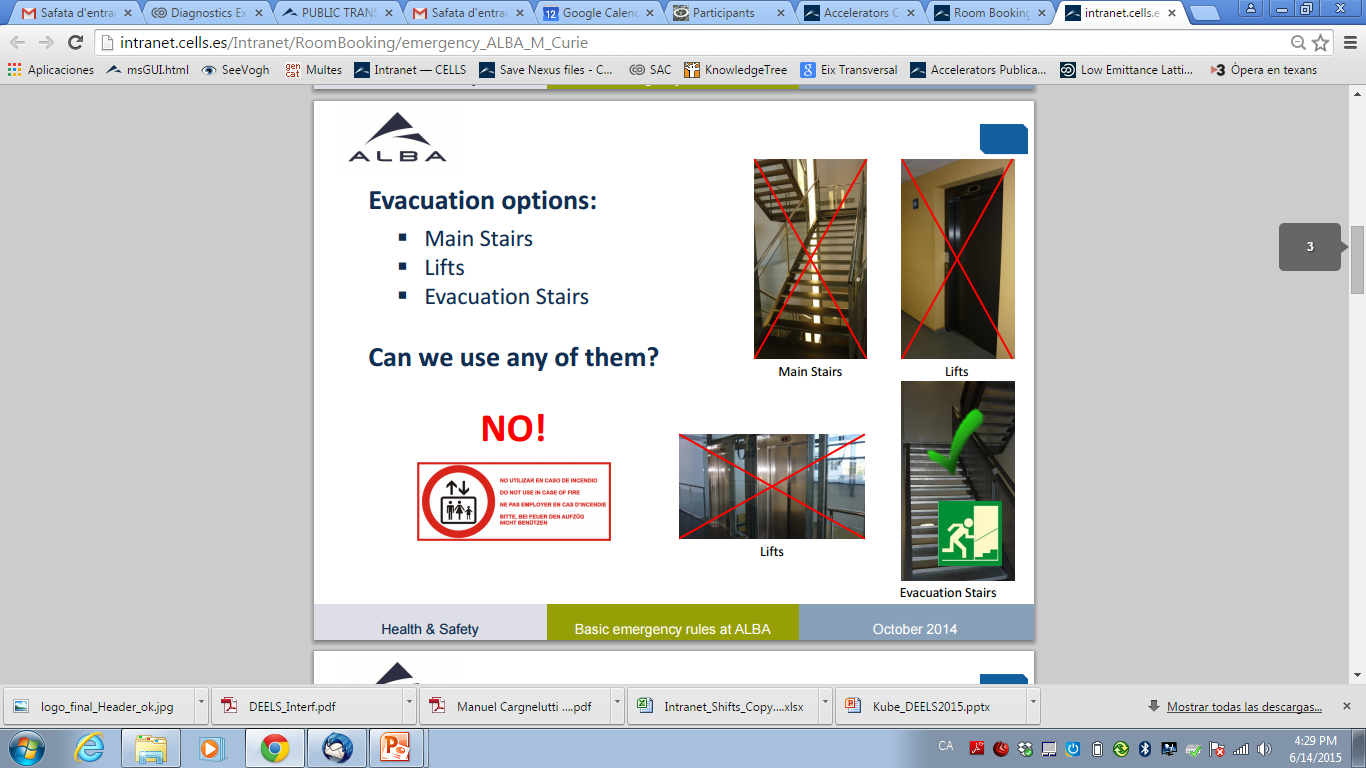 Safata d'entra
Diagnostics Ex
PUBLIC TRANS
Safata d'entra
Google Calend
Participants
Accelerators C
Room Booking
intranet.cells.e
intranet.cells.es/Intranet/RoomBooking/emergency_ALBA_M_Curie
Aplicaciones
msGUI.html
SeeVogh
gen cat
Multes
Intranet — CELLS
Save Nexus files - C...
SAC
KnowledgeTree
Eix Transversal
Accelerators Publica...
Low Emittance Latti...
Òpera en texans
ALBA
Evacuation options:
▪ Main Stairs
▪ Lifts
▪ Evacuation Stairs
Can we use any of them?
NO!
NO UTILIZAR EN CASO DE INCENDIO
DO NOT USE IN CASE OF FIRE
NE PAS EMPLOYER EN CAS D'INCENDIE
BITTE, BEI FEUER DEN AUFZÜG
NICHT BENÜTZEN
Main Stairs
Lifts
Lifts
Evacuation Stairs
3
Health & Safety
Basic emergency rules at ALBA
October 2014
logo_final_Header_ok.jpg
DEELS_Interf.pdf
Manuel Cargnelutti ....pdf
Intranet_Shifts_Copy....xlsx
Kube_DEELS2015.pptx
Mostrar todas las descargas...
CA
4:29 PM
6/14/2015